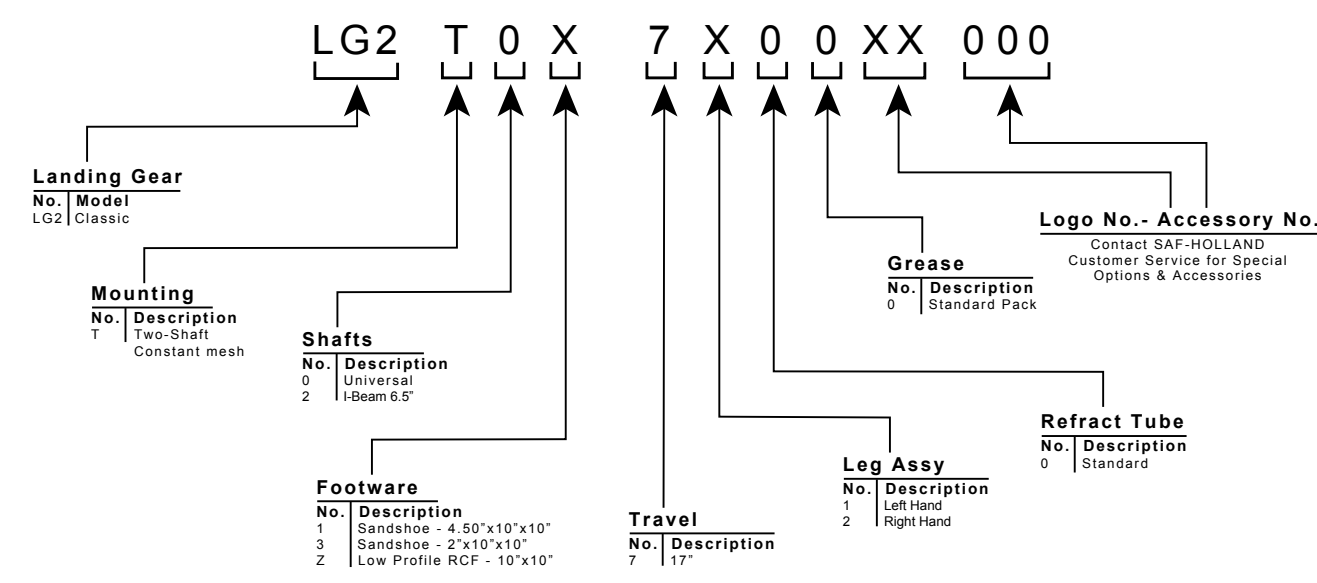 LG2 T 0 X 7 X 0 0 XX 000
Landing Gear
No. Model
LG2 Classic
Mounting
No. Description
T Two-Shaft
Constant mesh
Shafts
No. Description
0 Universal
2 I-Beam 6.5”
Footware
No. Description
1 Sandshoe - 4.50”x10”x10”
3 Sandshoe - 2”x10”x10”
Z Low Profile RCF - 10”x10”
Travel
No. Description
7 17”
Leg Assy
No. Description
1 Left Hand
2 Right Hand
Refract Tube
No. Description
0 Standard
Grease
No. Description
0 Standard Pack
Logo No.- Accessory No.
Contact SAF-HOLLAND
Customer Service for Special
Options & Accessories